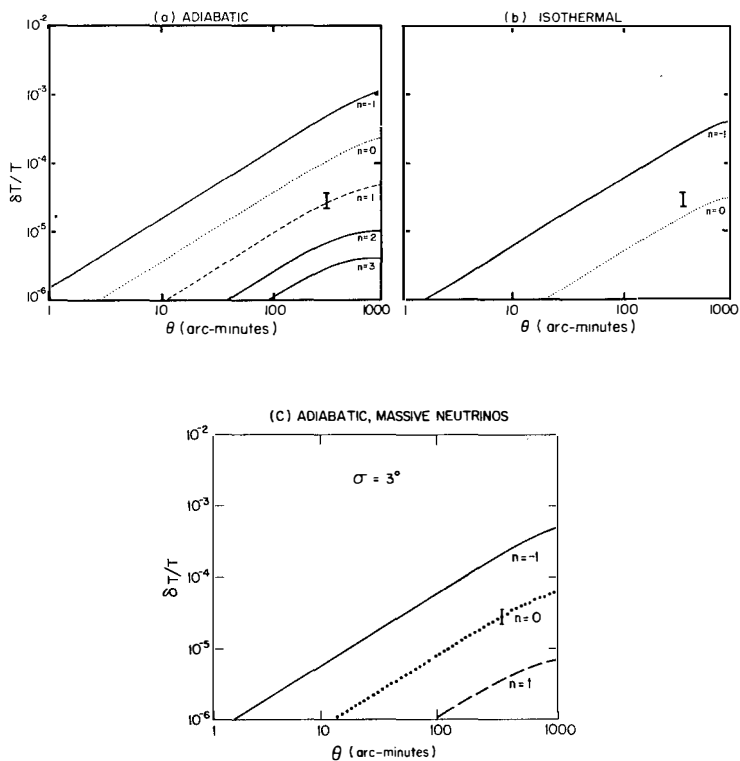 (a) ADIABATIC
10⁻²
10⁻³
10⁻⁴
10⁻⁵
10⁻⁶
δT/T
n=-1
n=0
n=1
n=2
n=3
1
10
100
1000
θ (arc-minutes)
(b) ISOTHERMAL
n=-1
n=0
1
10
100
1000
θ (arc-minutes)
(C) ADIABATIC, MASSIVE NEUTRINOS
10⁻²
10⁻³
10⁻⁴
10⁻⁵
10⁻⁶
δT/T
σ = 3°
n=-1
n=0
n=1
1
10
100
1000
θ (arc-minutes)